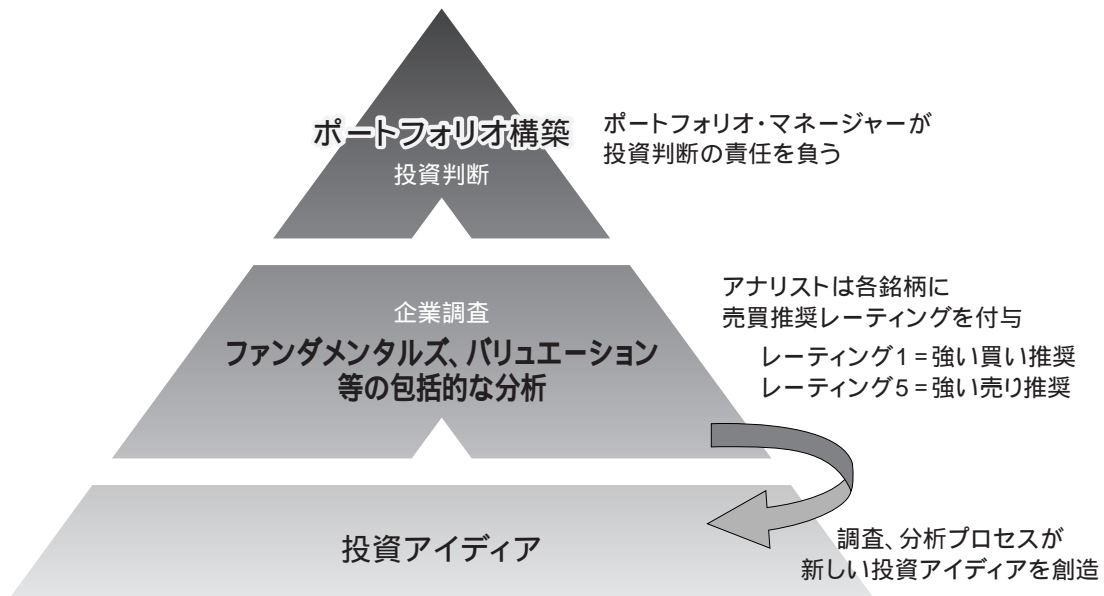 ポートフォリオ構築
投資判断
ポートフォリオ・マネージャーが
投資判断の責任を負う
企業調査
ファンダメンタルズ、バリュエーション
等の包括的な分析
アナリストは各銘柄に
売買推奨レーティングを付与
レーティング1=強い買い推奨
レーティング5=強い売り推奨
投資アイディア
調査、分析プロセスが
新しい投資アイディアを創造